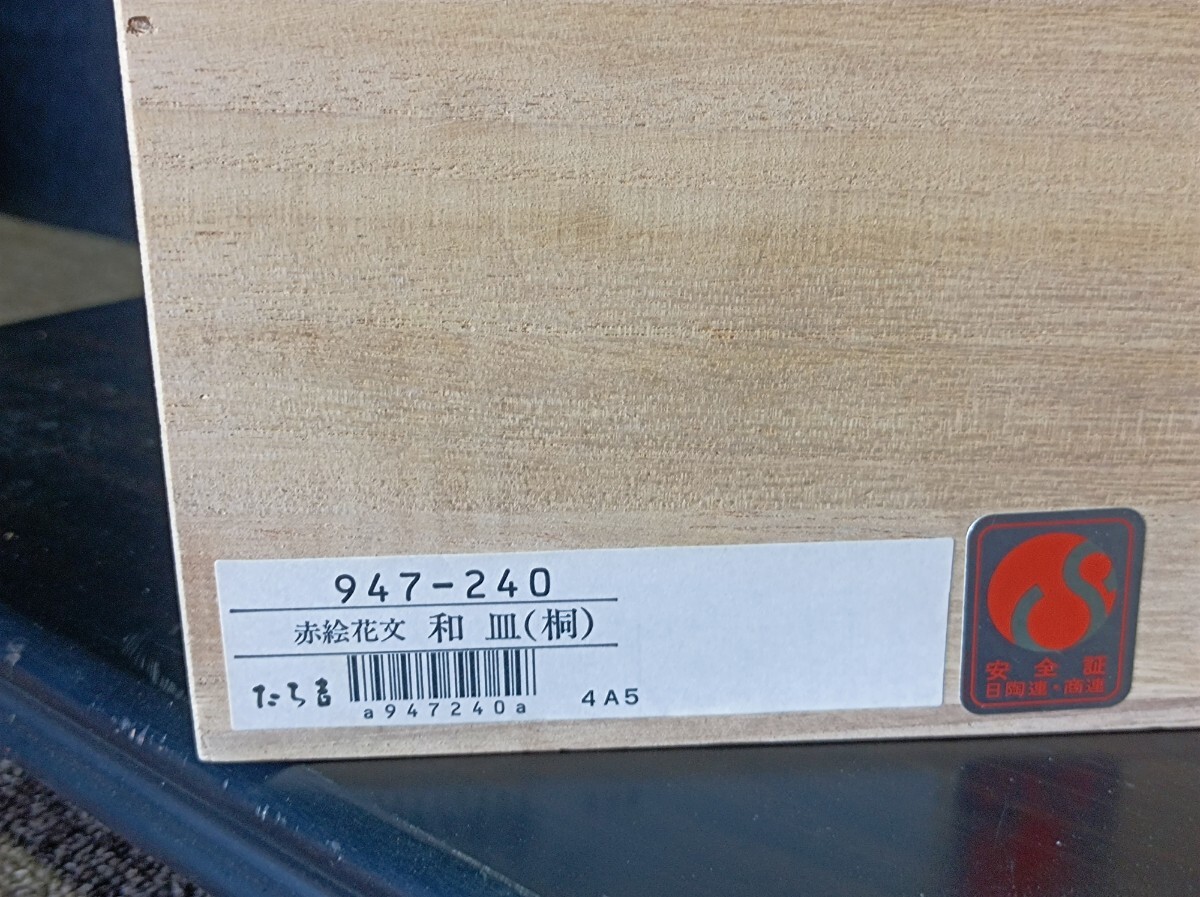 947-240
赤絵花文 和 皿(桐)
たち吉
a947240a
4A5
安全証
日陶連・商連